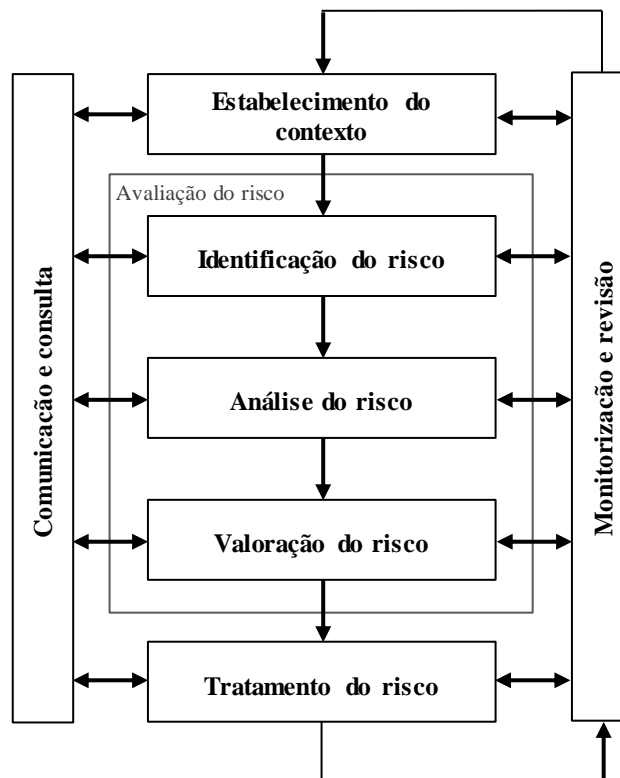 Estabelecimento do
contexto
Avaliação do risco
Identificação do risco
Análise do risco
Valoração do risco
Tratamento do risco
Comunicação e consulta
Monitorização e revisão